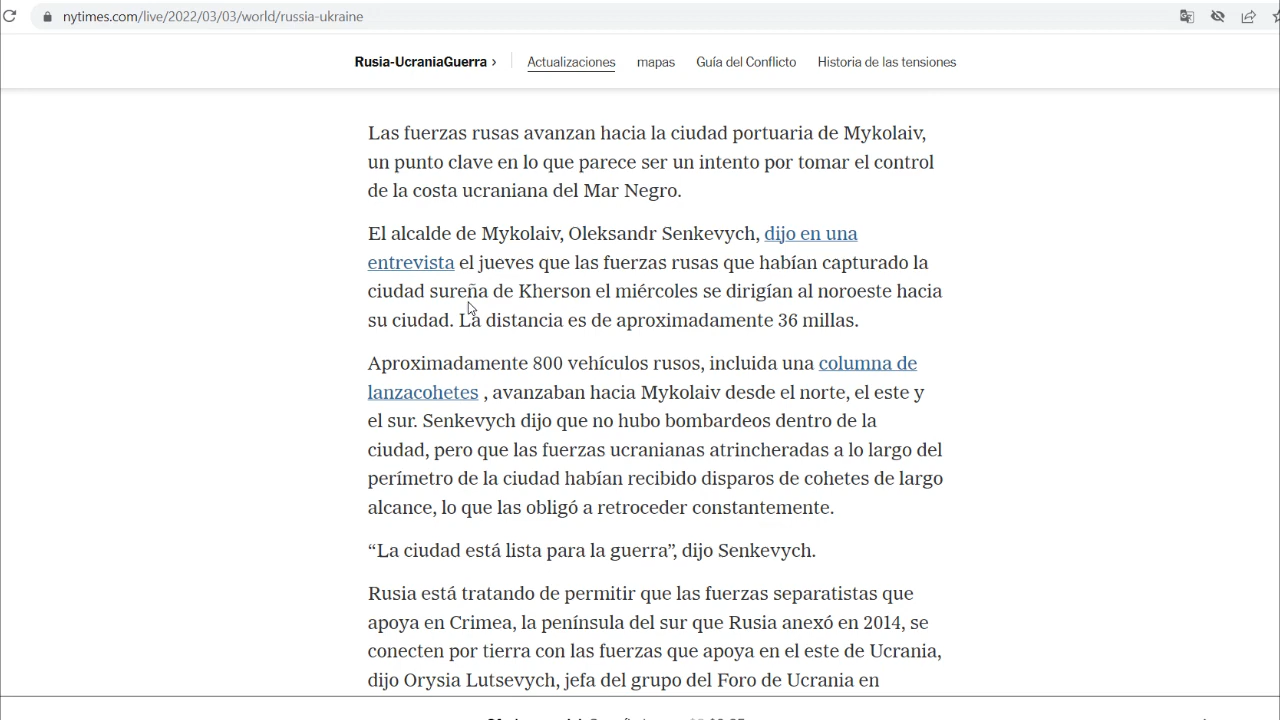 nytimes.com/live/2022/03/03/world/russia-ukraine
Rusia-UcraniaGuerra › Actualizaciones mapas Guía del Conflicto Historia de las tensiones
Las fuerzas rusas avanzan hacia la ciudad portuaria de Mykolaiv,
un punto clave en lo que parece ser un intento por tomar el control
de la costa ucraniana del Mar Negro.
El alcalde de Mykolaiv, Oleksandr Senkevych, dijo en una
entrevista el jueves que las fuerzas rusas que habían capturado la
ciudad sureña de Kherson el miércoles se dirigían al noroeste hacia
su ciudad. La distancia es de aproximadamente 36 millas.
Aproximadamente 800 vehículos rusos, incluida una columna de
lanzacohetes , avanzaban hacia Mykolaiv desde el norte, el este y
el sur. Senkevych dijo que no hubo bombardeos dentro de la
ciudad, pero que las fuerzas ucranianas atrincheradas a lo largo del
perímetro de la ciudad habían recibido disparos de cohetes de largo
alcance, lo que las obligó a retroceder constantemente.
“La ciudad está lista para la guerra”, dijo Senkevych.
Rusia está tratando de permitir que las fuerzas separatistas que
apoya en Crimea, la península del sur que Rusia anexó en 2014, se
conecten por tierra con las fuerzas que apoya en el este de Ucrania,
dijo Orysia Lutsevych, jefa del grupo del Foro de Ucrania en